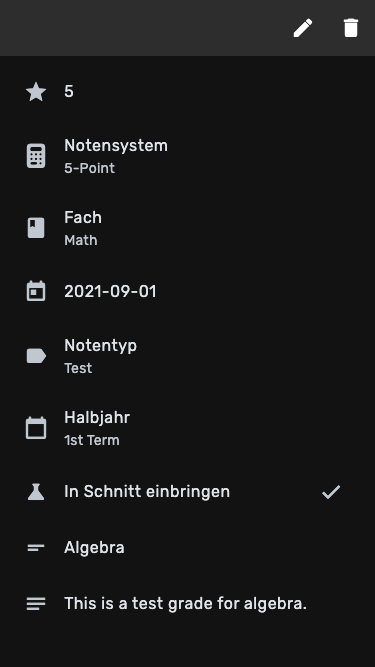 5
Notensystem
5-Point
Fach
Math
2021-09-01
Notentyp
Test
Halbjahr
1st Term
In Schnitt einbringen
Algebra
This is a test grade for algebra.